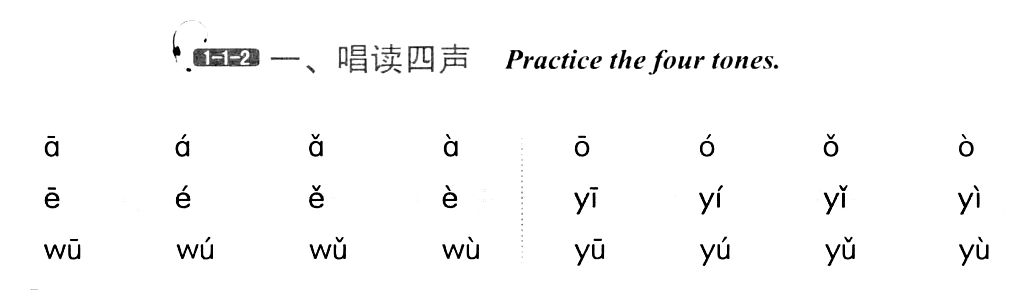 1-1-2 一、唱读四声 Practice the four tones.
ā á ǎ à ō ó ǒ ò
ē é ě è yī yí yǐ yì
wū wú wǔ wù yū yú yǔ yù